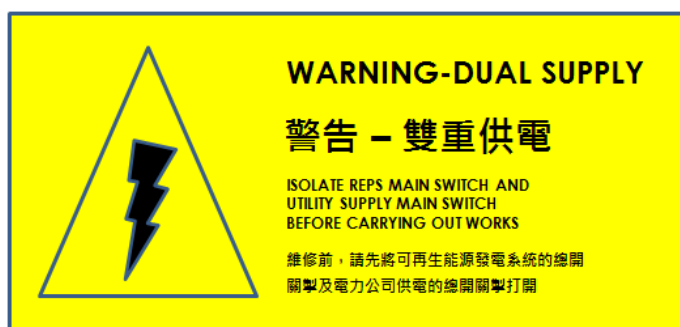 WARNING-DUAL SUPPLY
警告 – 雙重供電
ISOLATE REPS MAIN SWITCH AND
UTILITY SUPPLY MAIN SWITCH
BEFORE CARRYING OUT WORKS
維修前，請先將可再生能源發電系統的總開
關掣及電力公司供電的總開關掣打開